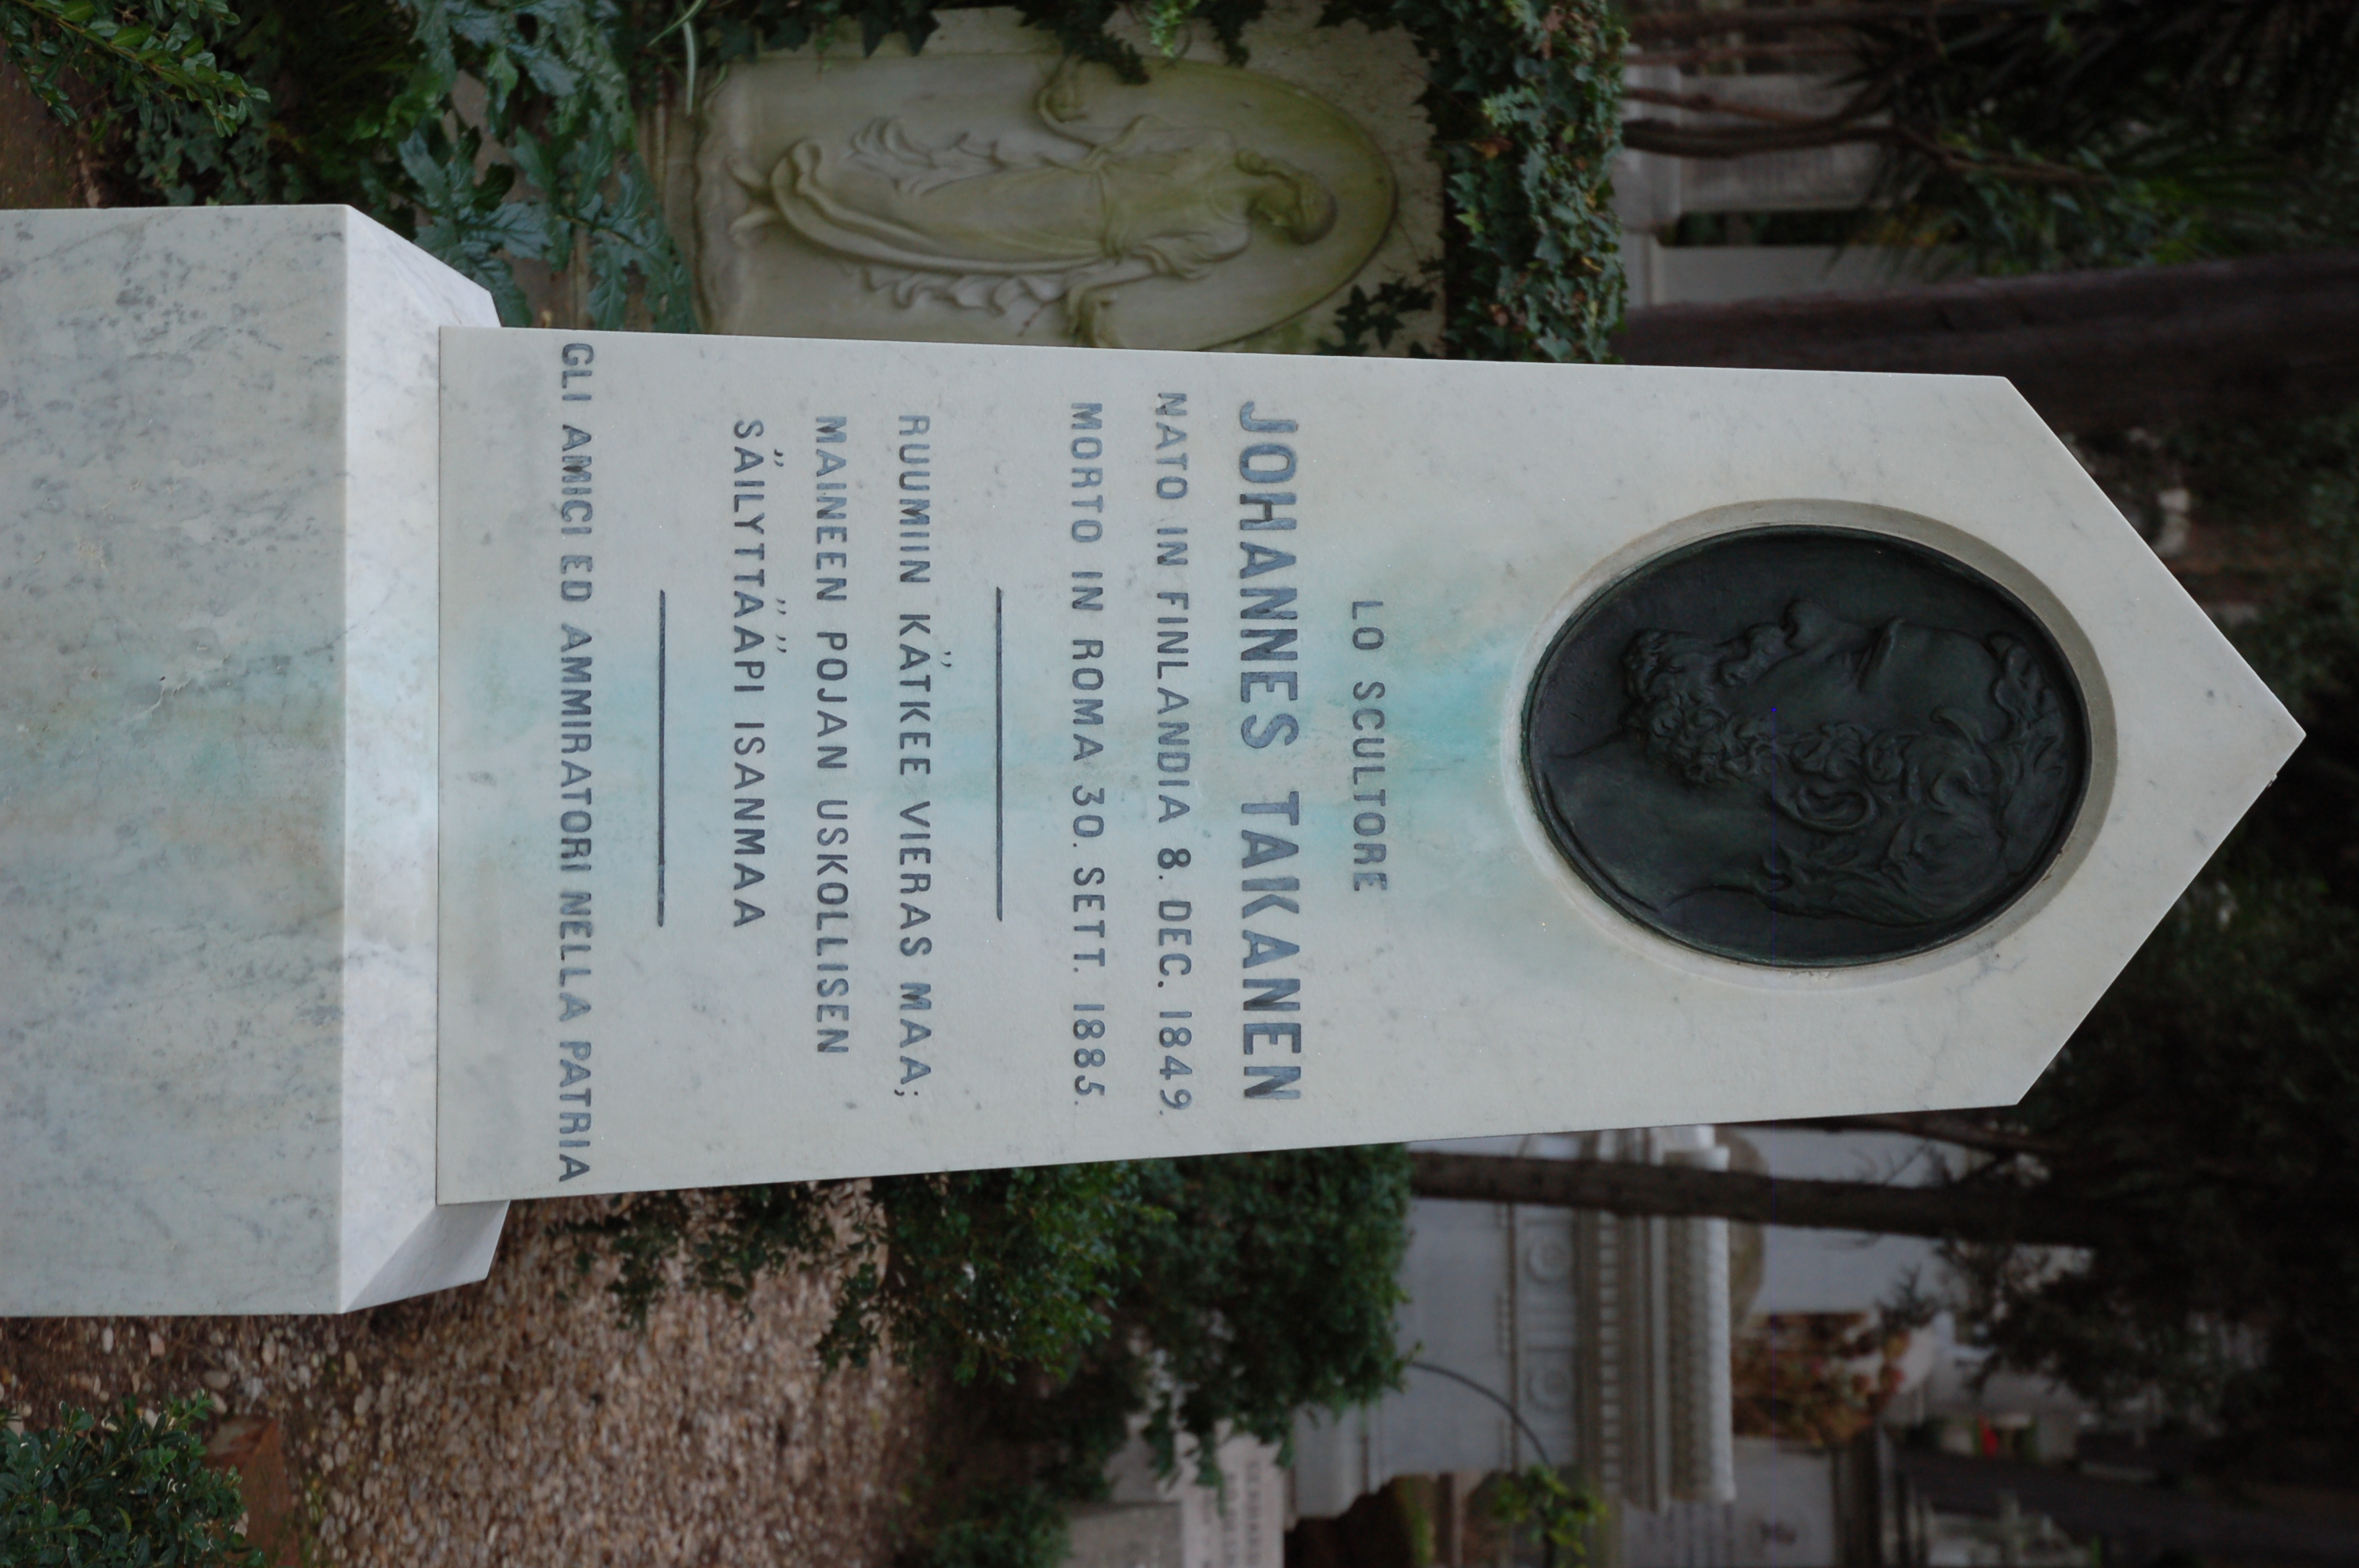 LO SCULTORE
JOHANNES TAKANEN
NATO IN FINLANDIA 8. DEC. 1849.
MORTO IN ROMA 30. SETT. 1885.
RUUMIIN KÄTKEE VIERAS MAA;
MAINEEN POJAN USKOLLISEN
SÄILYTTÄÄPI ISANMAA
GLI AMICI ED AMMIRATORI NELLA PATRIA